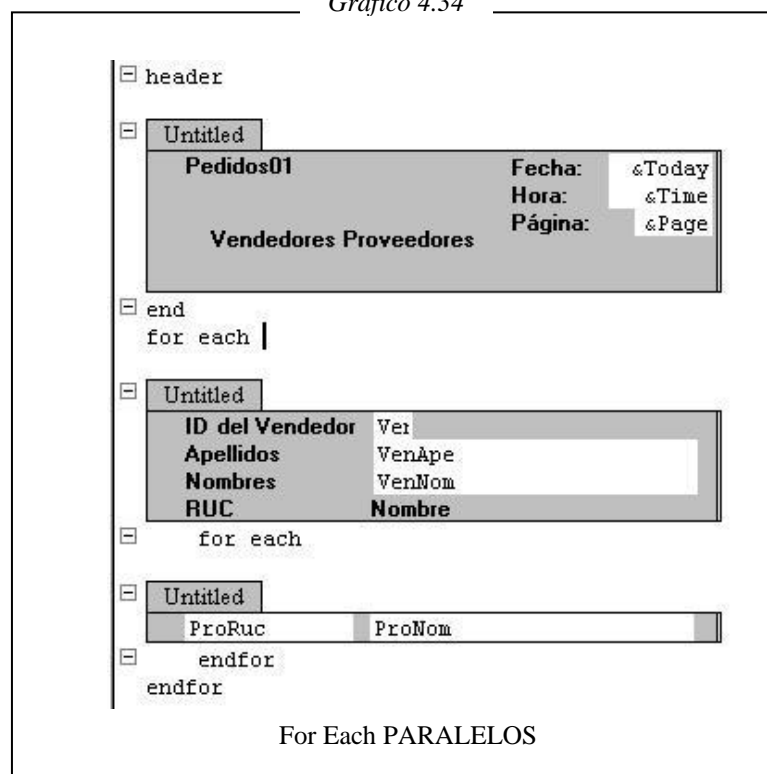 Gráfico 4.34
header
Untitled
Pedidos01 Fecha: &Today
Hora: &Time
Página: &Page
Vendedores Proveedores
end
for each
Untitled
ID del Vendedor Ver
Apellidos VenApe
Nombres VenNom
RUC Nombre
for each
Untitled
ProRuc ProNom
endfor
endfor
For Each PARALELOS